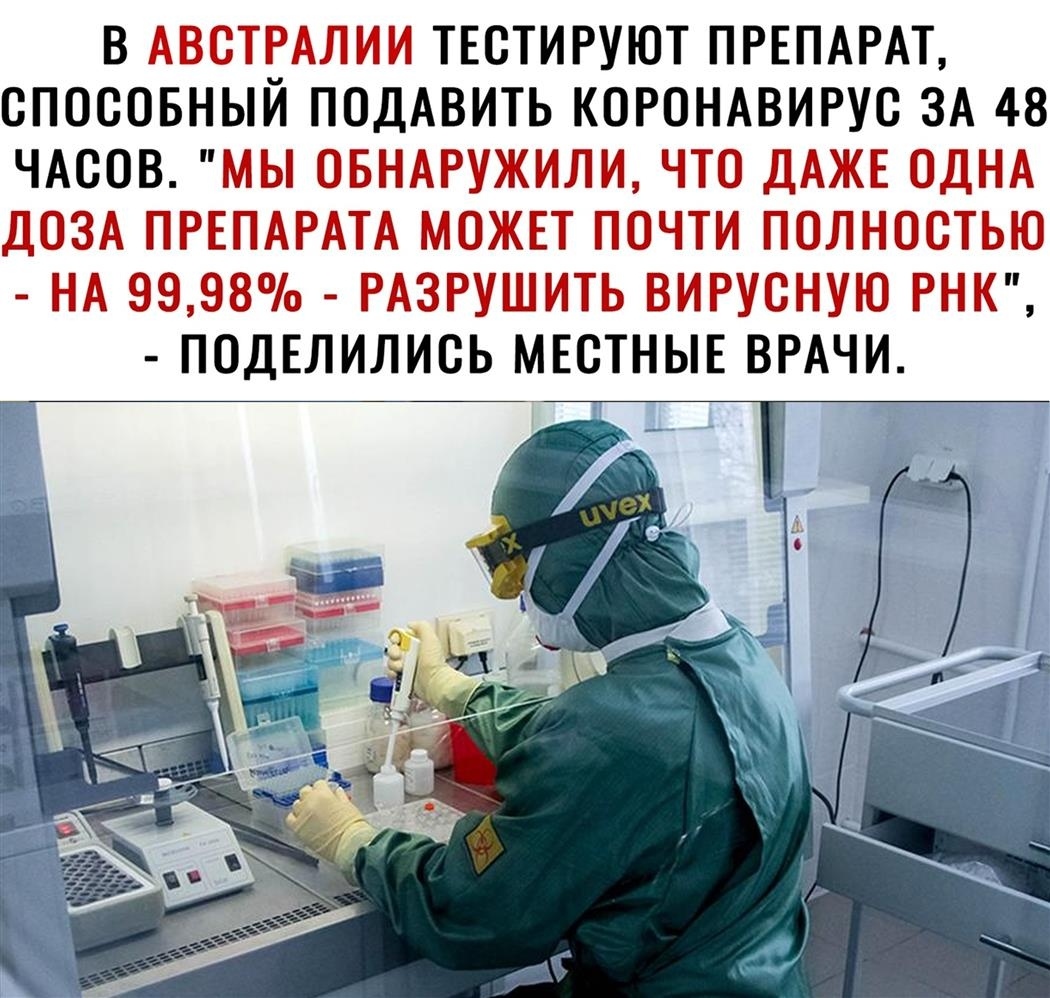 В АВСТРАЛИИ ТЕСТИРУЮТ ПРЕПАРАТ,
СПОСОБНЫЙ ПОДАВИТЬ КОРОНАВИРУС ЗА 48
ЧАСОВ. "МЫ ОБНАРУЖИЛИ, ЧТО ДАЖЕ ОДНА
ДОЗА ПРЕПАРАТА МОЖЕТ ПОЧТИ ПОЛНОСТЬЮ
- НА 99,98% - РАЗРУШИТЬ ВИРУСНУЮ РНК",
- ПОДЕЛИЛИСЬ МЕСТНЫЕ ВРАЧИ.
uvex